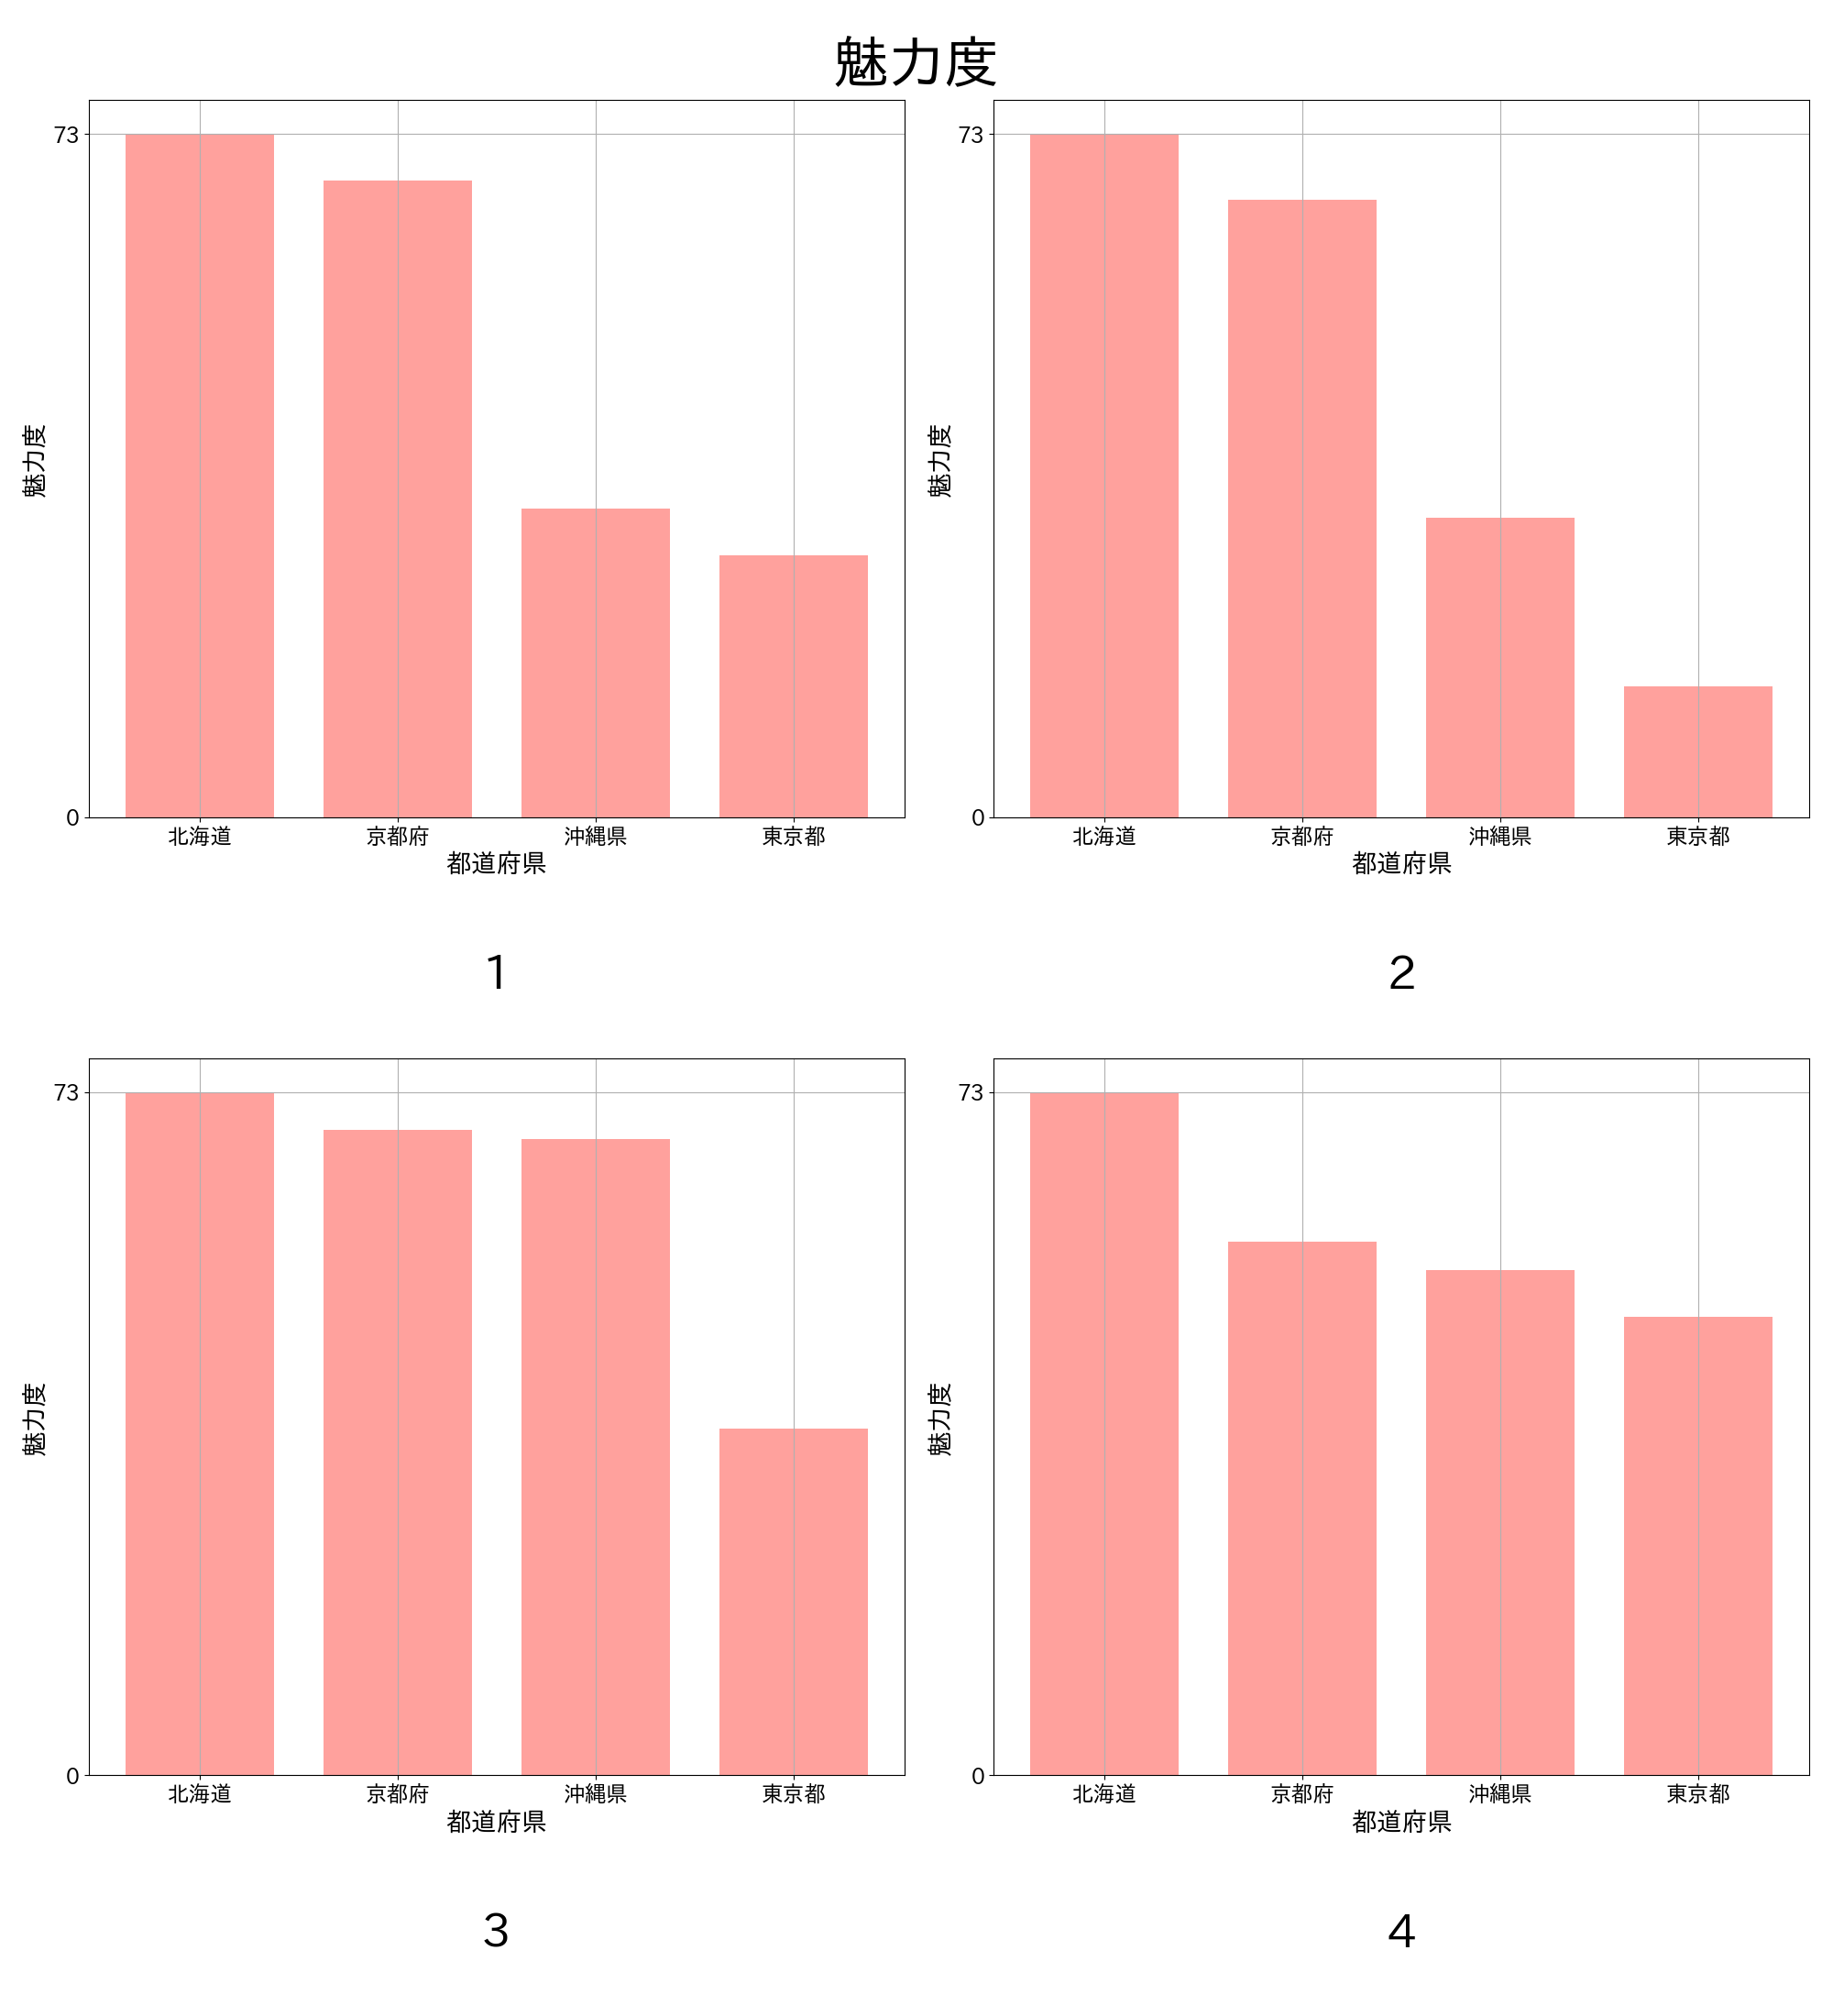 魅力度
73
0
魅力度
北海道 京都府 沖縄県 東京都
都道府県
1
73
0
魅力度
北海道 京都府 沖縄県 東京都
都道府県
2
73
0
魅力度
北海道 京都府 沖縄県 東京都
都道府県
3
73
0
魅力度
北海道 京都府 沖縄県 東京都
都道府県
4